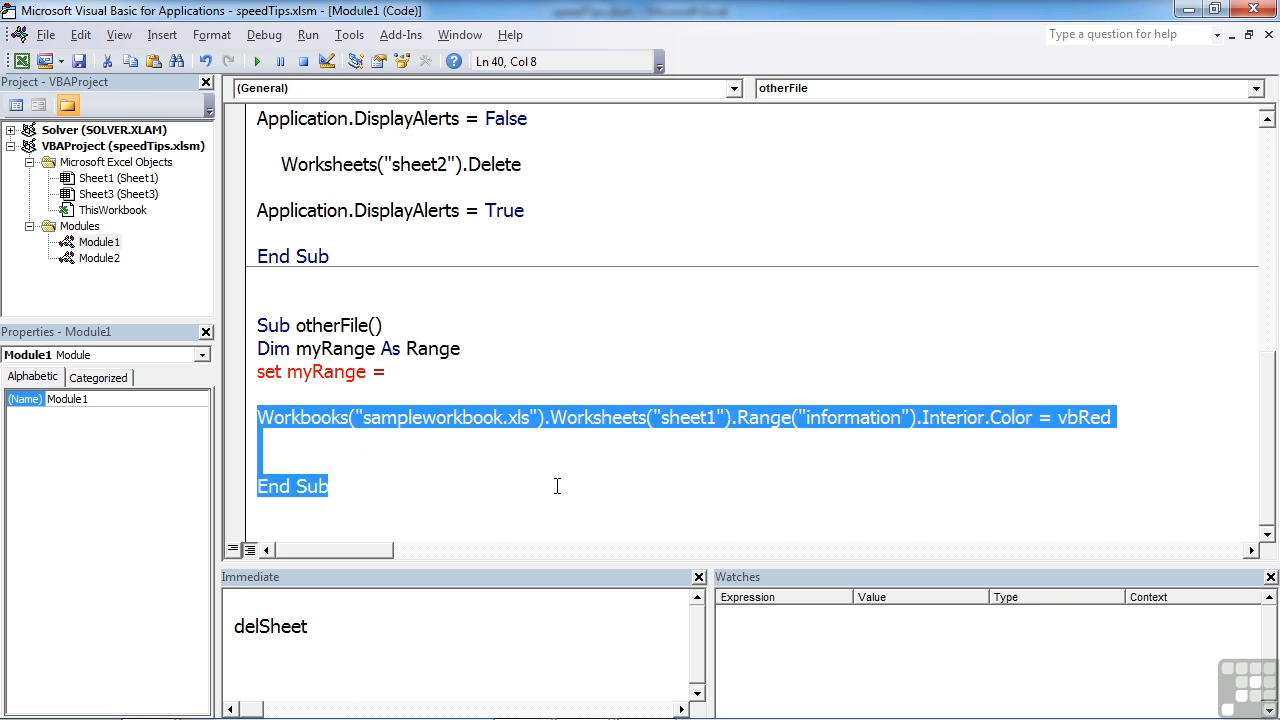 Microsoft Visual Basic for Applications - speedTips.xlsm - [Module1 (Code)]
File Edit View Insert Format Debug Run Tools Add-Ins Window Help
Type a question for help
Ln 40, Col 8
Project - VBAProject
Solver (SOLVER.XLAM)
VBAProject (speedTips.xlsm)
Microsoft Excel Objects
Sheet1 (Sheet1)
Sheet3 (Sheet3)
ThisWorkbook
Modules
Module1
Module2
Properties - Module1
Module1 Module
Alphabetic Categorized
(Name) Module1
(General) otherFile
Application.DisplayAlerts = False
Worksheets("sheet2").Delete
Application.DisplayAlerts = True
End Sub
Sub otherFile()
Dim myRange As Range
set myRange =
Workbooks("sampleworkbook.xls").Worksheets("sheet1").Range("information").Interior.Color = vbRed
End Sub
Immediate
delSheet
Watches
Expression Value Type Context